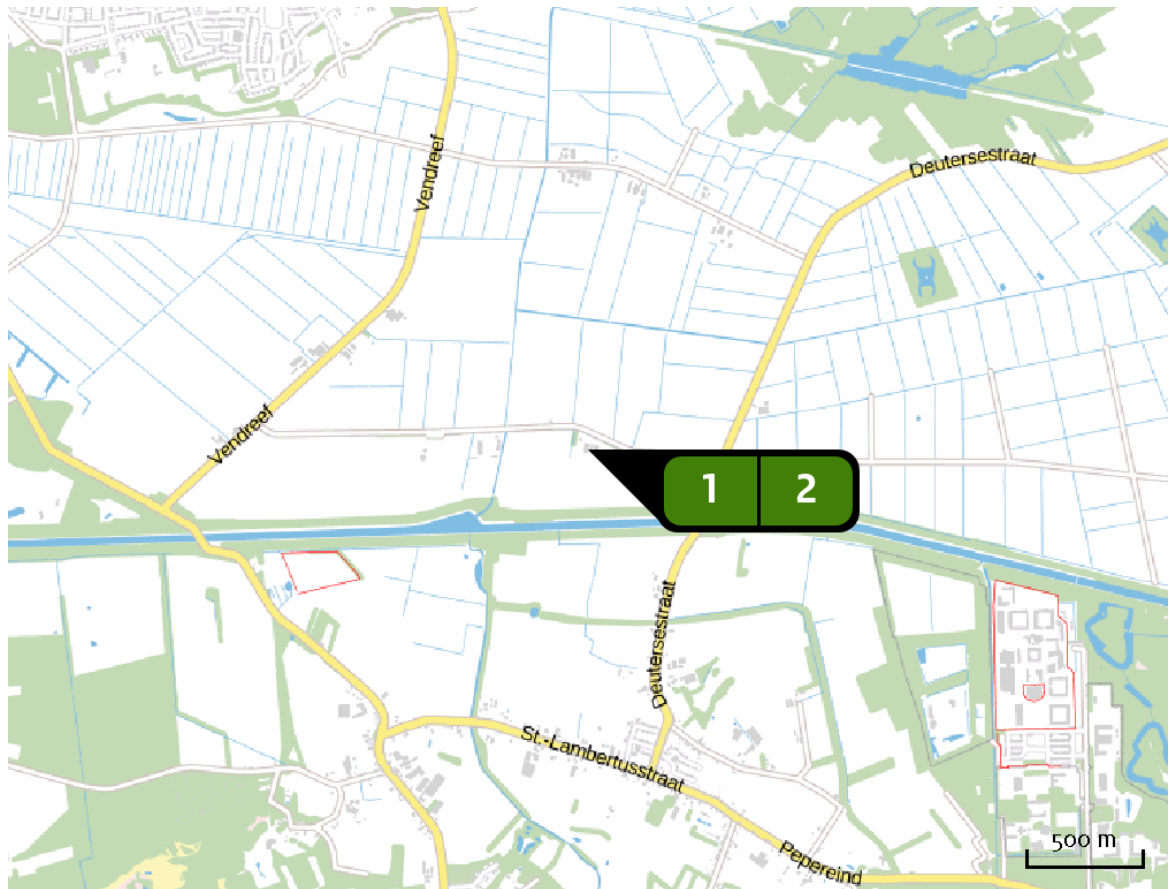 Vendreef
Deutersestraat
Vendreef
1 2
Deutersestraat
St.-Lambertusstraat
Pepereind
500 m